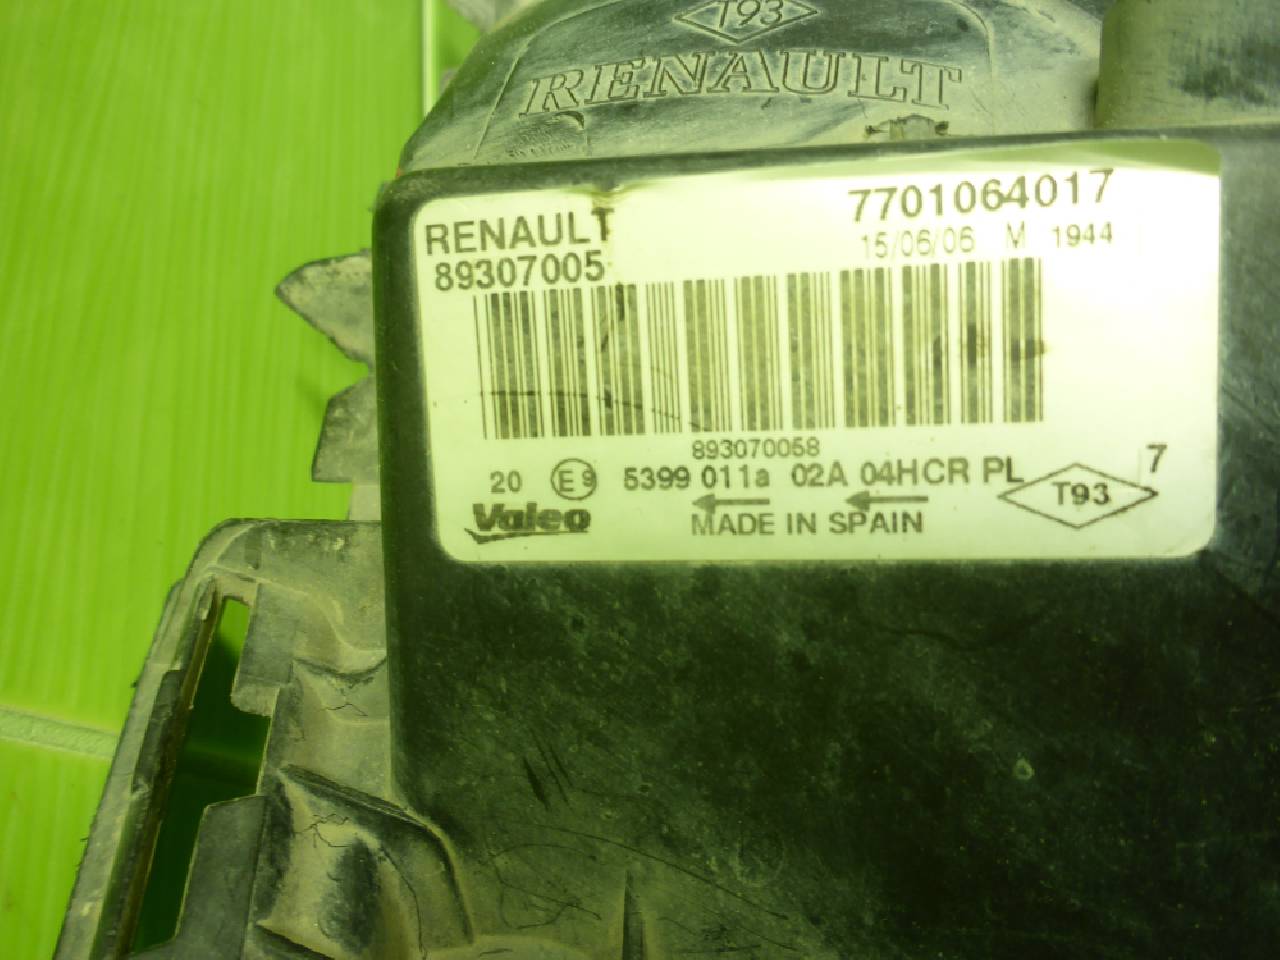 T93
RENAULT
RENAULT 7701064017
89307005 15/06/06 M 1944
893070058
20 E9 5399 011a 02A 04HCR PL 7
Valeo MADE IN SPAIN T93